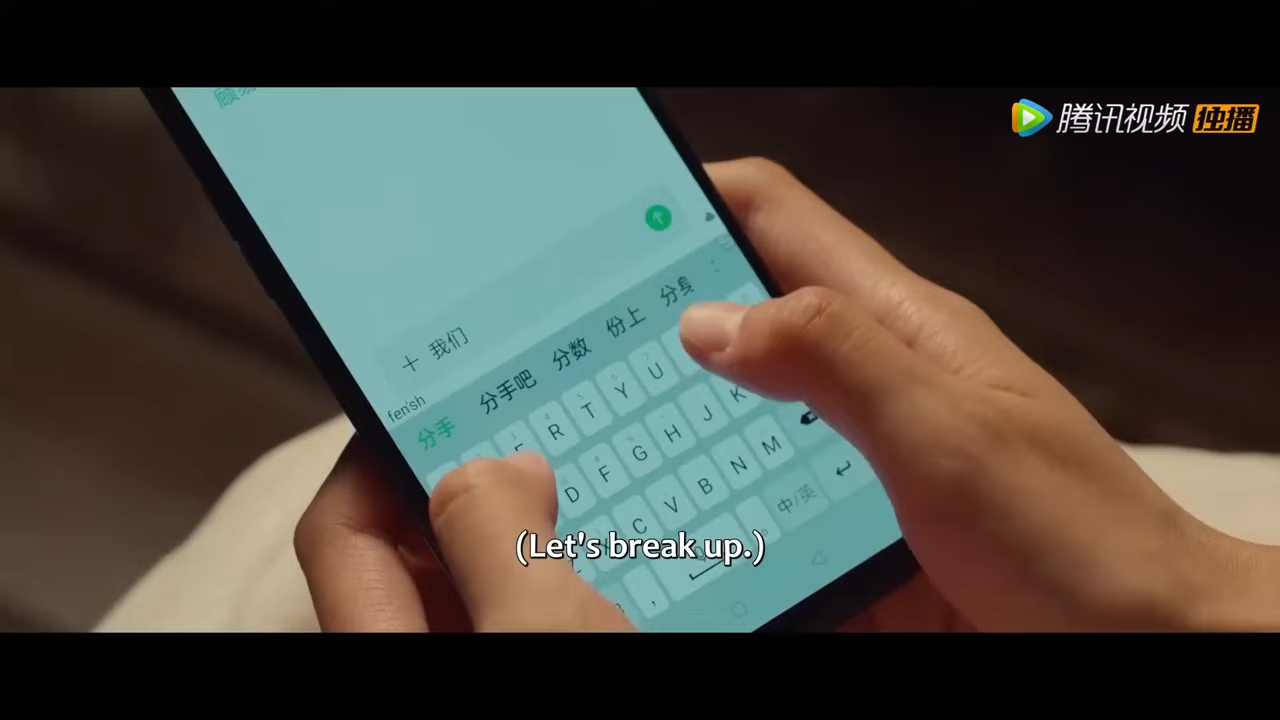 腾讯视频 独播
我们
fen'sh
分手 分手吧 分数 份上 分身
R T Y U
D F G H J K
C V B N M
, 中/英
(Let's break up.)